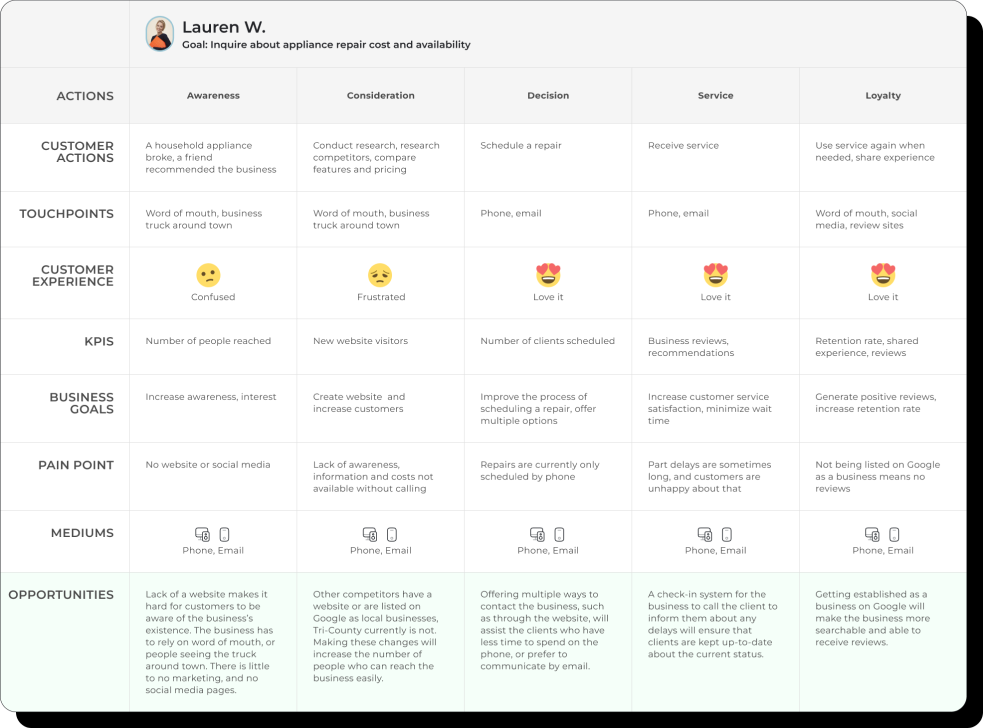 Lauren W.
Goal: Inquire about appliance repair cost and availability
ACTIONS
Awareness
Consideration
Decision
Service
Loyalty
CUSTOMER
ACTIONS
A household appliance
broke, a friend
recommended the business
Conduct research, research
competitors, compare
features and pricing
Schedule a repair
Receive service
Use service again when
needed, share experience
TOUCHPOINTS
Word of mouth, business
truck around town
Word of mouth, business
truck around town
Phone, email
Phone, email
Word of mouth, social
media, review sites
CUSTOMER
EXPERIENCE
Confused
Frustrated
Love it
Love it
Love it
KPIS
Number of people reached
New website visitors
Number of clients scheduled
Business reviews,
recommendations
Retention rate, shared
experience, reviews
BUSINESS
GOALS
Increase awareness, interest
Create website and
increase customers
Improve the process of
scheduling a repair, offer
multiple options
Increase customer service
satisfaction, minimize wait
time
Generate positive reviews,
increase retention rate
PAIN POINT
No website or social media
Lack of awareness,
information and costs not
available without calling
Repairs are currently only
scheduled by phone
Part delays are sometimes
long, and customers are
unhappy about that
Not being listed on Google
as a business means no
reviews
MEDIUMS
Phone, Email
Phone, Email
Phone, Email
Phone, Email
Phone, Email
OPPORTUNITIES
Lack of a website makes it
hard for customers to be
aware of the business's
existence. The business has
to rely on word of mouth, or
people seeing the truck
around town. There is little
to no marketing, and no
social media pages.
Other competitors have a
website or are listed on
Google as local businesses,
Tri-County currently is not.
Making these changes will
increase the number of
people who can reach the
business easily.
Offering multiple ways to
contact the business, such
as through the website, will
assist the clients who have
less time to spend on the
phone, or prefer to
communicate by email.
A check-in system for the
business to call the client to
inform them about any
delays will ensure that
clients are kept up-to-date
about the current status.
Getting established as a
business on Google will
make the business more
searchable and able to
receive reviews.